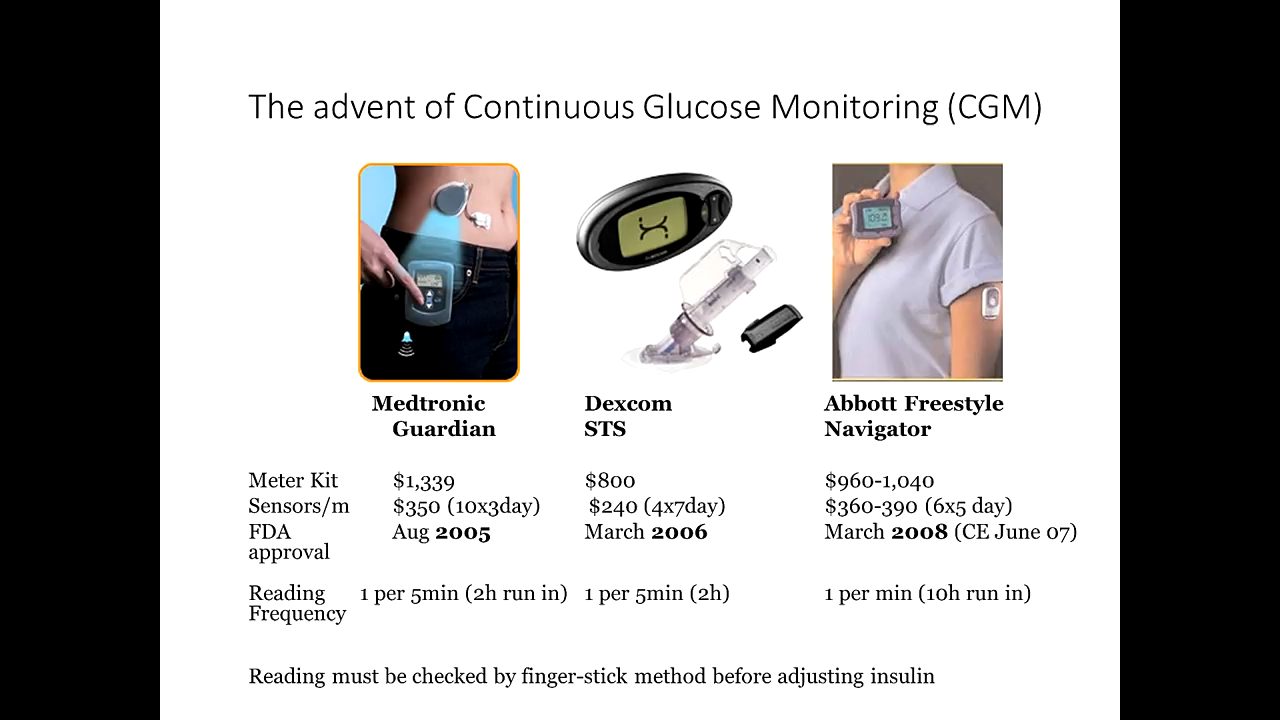 The advent of Continuous Glucose Monitoring (CGM)
109
Medtronic Guardian
Dexcom STS
Abbott Freestyle Navigator
Meter Kit $1,339 $800 $960-1,040
Sensors/m $350 (10x3day) $240 (4x7day) $360-390 (6x5 day)
FDA approval Aug 2005 March 2006 March 2008 (CE June 07)
Reading Frequency 1 per 5min (2h run in) 1 per 5min (2h) 1 per min (10h run in)
Reading must be checked by finger-stick method before adjusting insulin